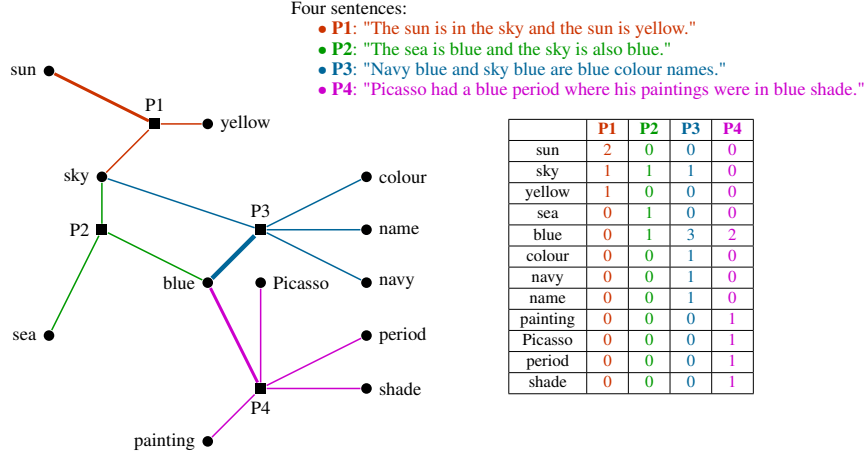 Four sentences:
• P1: "The sun is in the sky and the sun is yellow."
• P2: "The sea is blue and the sky is also blue."
• P3: "Navy blue and sky blue are blue colour names."
• P4: "Picasso had a blue period where his paintings were in blue shade."
sun
P1
yellow
sky
colour
P3
P2
name
blue
Picasso
navy
sea
period
shade
P4
painting
P1 P2 P3 P4
sun 2 0 0 0
sky 1 1 1 0
yellow 1 0 0 0
sea 0 1 0 0
blue 0 1 3 2
colour 0 0 1 0
navy 0 0 1 0
name 0 0 1 0
painting 0 0 0 1
Picasso 0 0 0 1
period 0 0 0 1
shade 0 0 0 1